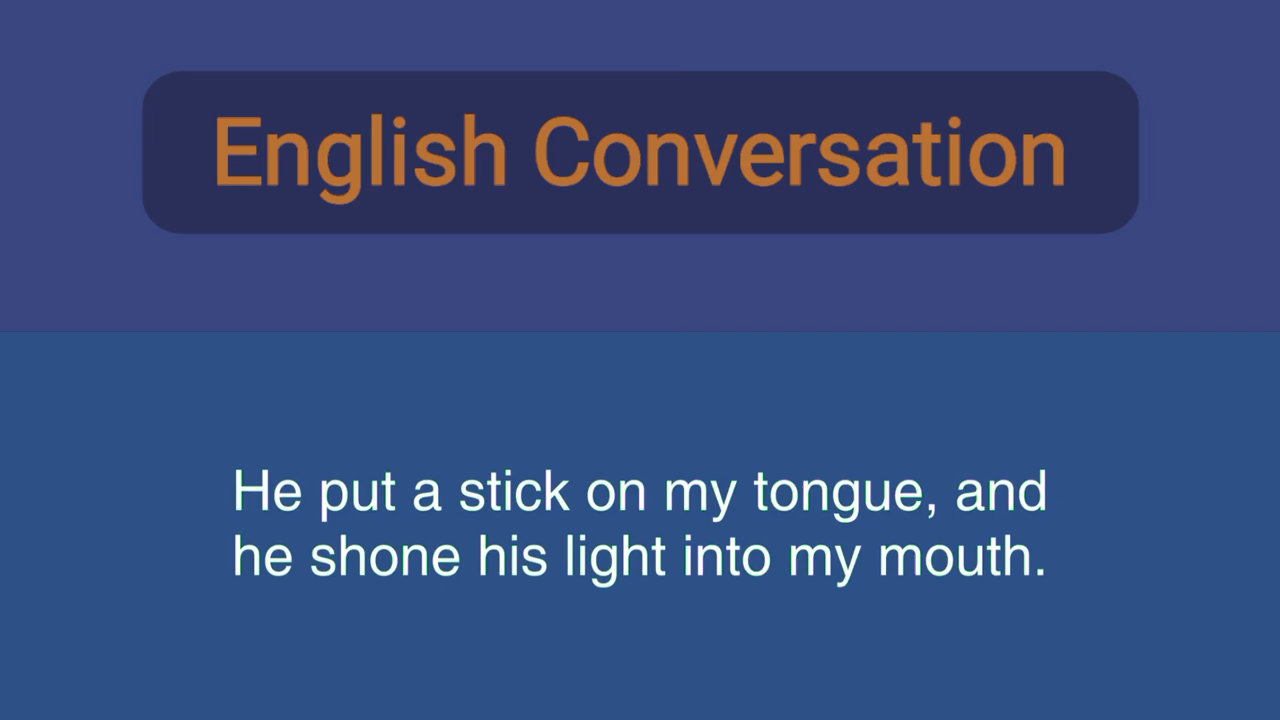 English Conversation
He put a stick on my tongue, and
he shone his light into my mouth.